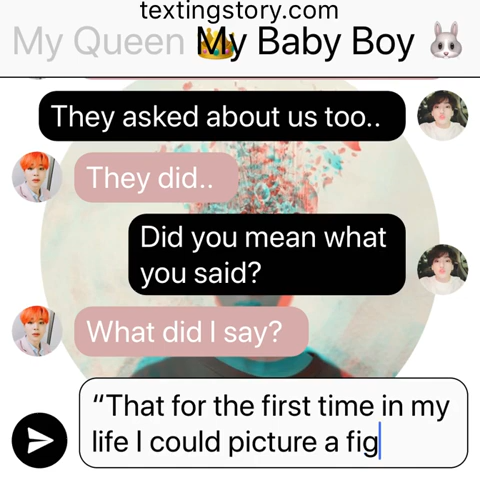 textingstory.com
My Queen 👑 My Baby Boy 🐰
They asked about us too..
They did..
Did you mean what
you said?
What did I say?
“That for the first time in my
life I could picture a fig